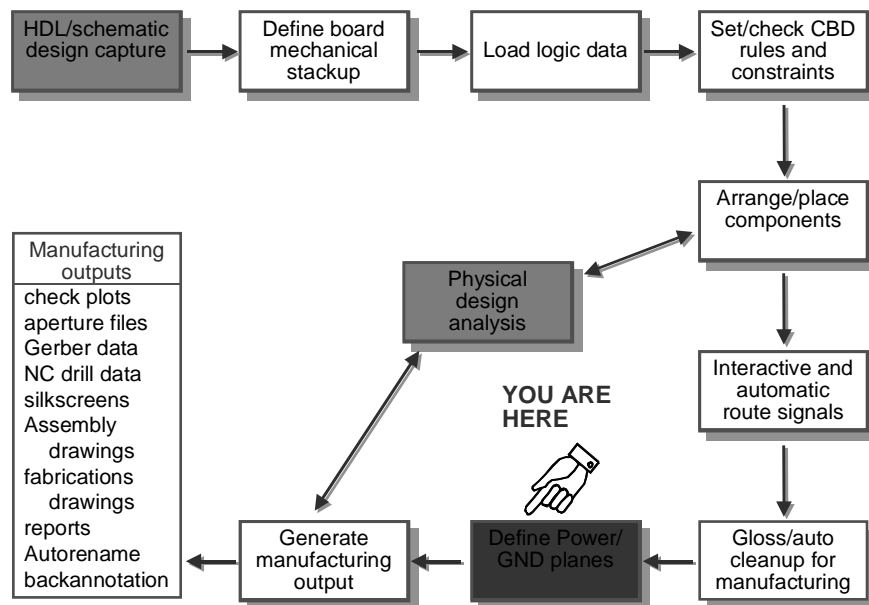 HDL/schematic
design capture
Define board
mechanical
stackup
Load logic data
Set/check CBD
rules and
constraints
Arrange/place
components
Physical
design
analysis
Interactive and
automatic
route signals
YOU ARE
HERE
Gloss/auto
cleanup for
manufacturing
Define Power/
GND planes
Generate
manufacturing
output
Manufacturing
outputs
check plots
aperture files
Gerber data
NC drill data
silkscreens
Assembly
drawings
fabrications
drawings
reports
Autorename
backannotation